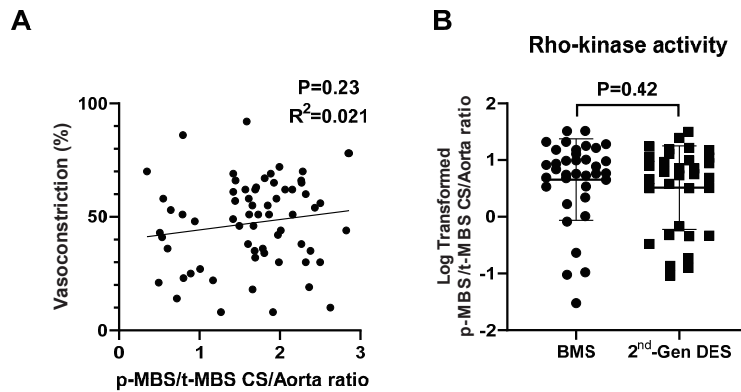 A
P=0.23
R²=0.021
Vasoconstriction (%)
100
50
0
0 1 2 3
p-MBS/t-MBS CS/Aorta ratio
B
Rho-kinase activity
P=0.42
Log Transformed
p-MBS/t-MBS CS/Aorta ratio
2
1
0
-1
-2
BMS 2nd-Gen DES